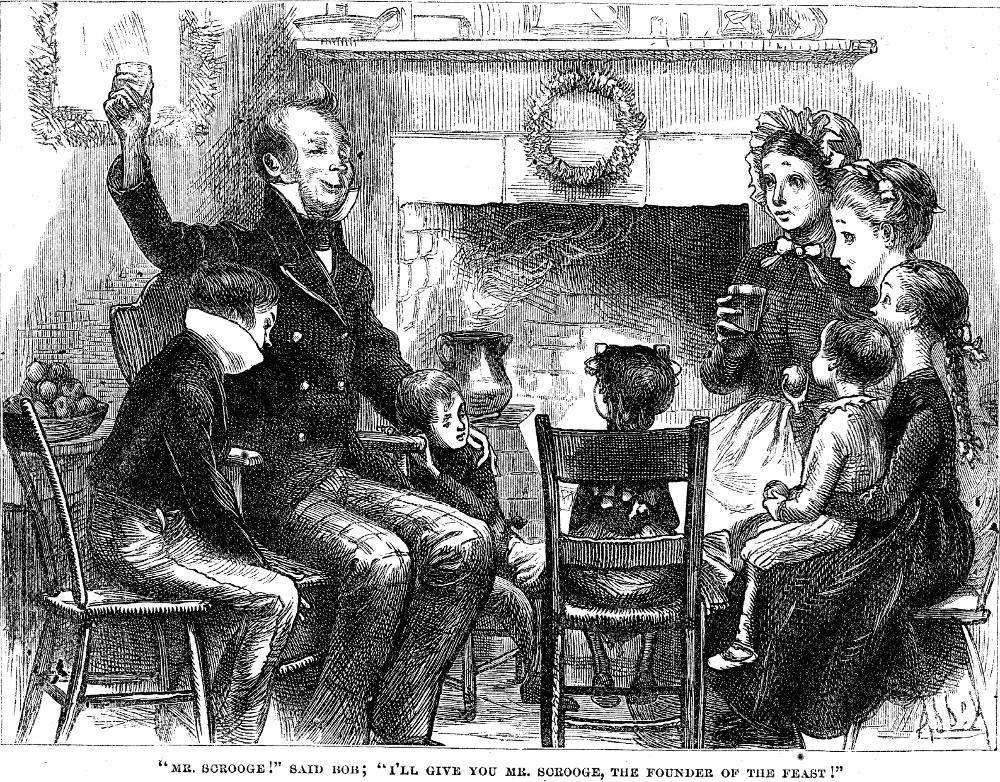 "MR. SCROOGE!" SAID BOB; "I'LL GIVE YOU MR. SCROOGE, THE FOUNDER OF THE FEAST!"